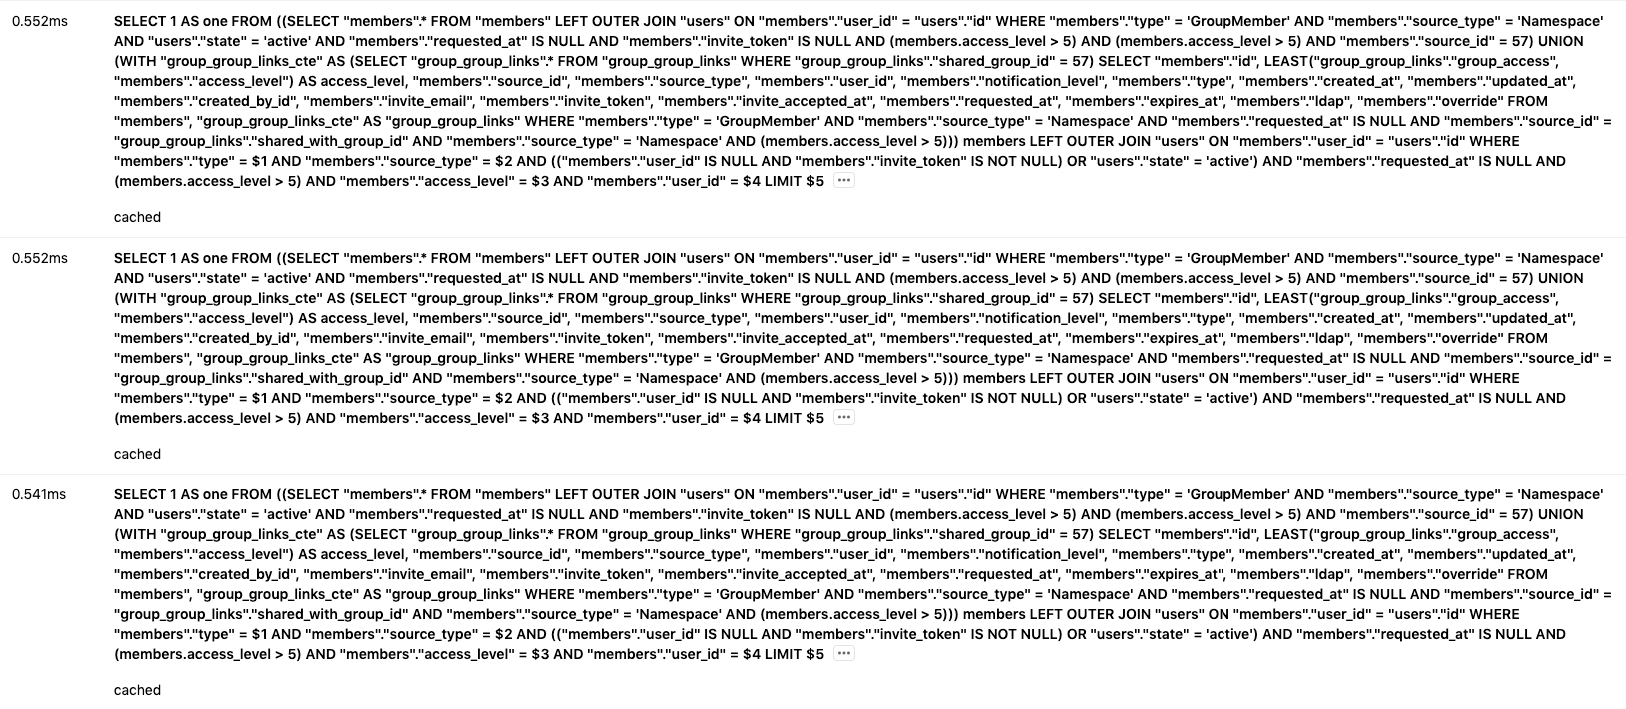 0.552ms
SELECT 1 AS one FROM ((SELECT "members".* FROM "members" LEFT OUTER JOIN "users" ON "members"."user_id" = "users"."id" WHERE "members"."type" = 'GroupMember' AND "members"."source_type" = 'Namespace'
AND "users"."state" = 'active' AND "members"."requested_at" IS NULL AND "members"."invite_token" IS NULL AND (members.access_level > 5) AND (members.access_level > 5) AND "members"."source_id" = 57) UNION
(WITH "group_group_links_cte" AS (SELECT "group_group_links".* FROM "group_group_links" WHERE "group_group_links"."shared_group_id" = 57) SELECT "members"."id", LEAST("group_group_links"."group_access",
"members"."access_level") AS access_level, "members"."source_id", "members"."source_type", "members"."user_id", "members"."notification_level", "members"."type", "members"."created_at", "members"."updated_at",
"members"."created_by_id", "members"."invite_email", "members"."invite_token", "members"."invite_accepted_at", "members"."requested_at", "members"."expires_at", "members"."ldap", "members"."override" FROM
"members", "group_group_links_cte" AS "group_group_links" WHERE "members"."type" = 'GroupMember' AND "members"."source_type" = 'Namespace' AND "members"."requested_at" IS NULL AND "members"."source_id" =
"group_group_links"."shared_with_group_id" AND "members"."source_type" = 'Namespace' AND (members.access_level > 5))) members LEFT OUTER JOIN "users" ON "members"."user_id" = "users"."id" WHERE
"members"."type" = $1 AND "members"."source_type" = $2 AND (("members"."user_id" IS NULL AND "members"."invite_token" IS NOT NULL) OR "users"."state" = 'active') AND "members"."requested_at" IS NULL AND
(members.access_level > 5) AND "members"."access_level" = $3 AND "members"."user_id" = $4 LIMIT $5 •••
cached
0.552ms
SELECT 1 AS one FROM ((SELECT "members".* FROM "members" LEFT OUTER JOIN "users" ON "members"."user_id" = "users"."id" WHERE "members"."type" = 'GroupMember' AND "members"."source_type" = 'Namespace'
AND "users"."state" = 'active' AND "members"."requested_at" IS NULL AND "members"."invite_token" IS NULL AND (members.access_level > 5) AND (members.access_level > 5) AND "members"."source_id" = 57) UNION
(WITH "group_group_links_cte" AS (SELECT "group_group_links".* FROM "group_group_links" WHERE "group_group_links"."shared_group_id" = 57) SELECT "members"."id", LEAST("group_group_links"."group_access",
"members"."access_level") AS access_level, "members"."source_id", "members"."source_type", "members"."user_id", "members"."notification_level", "members"."type", "members"."created_at", "members"."updated_at",
"members"."created_by_id", "members"."invite_email", "members"."invite_token", "members"."invite_accepted_at", "members"."requested_at", "members"."expires_at", "members"."ldap", "members"."override" FROM
"members", "group_group_links_cte" AS "group_group_links" WHERE "members"."type" = 'GroupMember' AND "members"."source_type" = 'Namespace' AND "members"."requested_at" IS NULL AND "members"."source_id" =
"group_group_links"."shared_with_group_id" AND "members"."source_type" = 'Namespace' AND (members.access_level > 5))) members LEFT OUTER JOIN "users" ON "members"."user_id" = "users"."id" WHERE
"members"."type" = $1 AND "members"."source_type" = $2 AND (("members"."user_id" IS NULL AND "members"."invite_token" IS NOT NULL) OR "users"."state" = 'active') AND "members"."requested_at" IS NULL AND
(members.access_level > 5) AND "members"."access_level" = $3 AND "members"."user_id" = $4 LIMIT $5 •••
cached
0.541ms
SELECT 1 AS one FROM ((SELECT "members".* FROM "members" LEFT OUTER JOIN "users" ON "members"."user_id" = "users"."id" WHERE "members"."type" = 'GroupMember' AND "members"."source_type" = 'Namespace'
AND "users"."state" = 'active' AND "members"."requested_at" IS NULL AND "members"."invite_token" IS NULL AND (members.access_level > 5) AND (members.access_level > 5) AND "members"."source_id" = 57) UNION
(WITH "group_group_links_cte" AS (SELECT "group_group_links".* FROM "group_group_links" WHERE "group_group_links"."shared_group_id" = 57) SELECT "members"."id", LEAST("group_group_links"."group_access",
"members"."access_level") AS access_level, "members"."source_id", "members"."source_type", "members"."user_id", "members"."notification_level", "members"."type", "members"."created_at", "members"."updated_at",
"members"."created_by_id", "members"."invite_email", "members"."invite_token", "members"."invite_accepted_at", "members"."requested_at", "members"."expires_at", "members"."ldap", "members"."override" FROM
"members", "group_group_links_cte" AS "group_group_links" WHERE "members"."type" = 'GroupMember' AND "members"."source_type" = 'Namespace' AND "members"."requested_at" IS NULL AND "members"."source_id" =
"group_group_links"."shared_with_group_id" AND "members"."source_type" = 'Namespace' AND (members.access_level > 5))) members LEFT OUTER JOIN "users" ON "members"."user_id" = "users"."id" WHERE
"members"."type" = $1 AND "members"."source_type" = $2 AND (("members"."user_id" IS NULL AND "members"."invite_token" IS NOT NULL) OR "users"."state" = 'active') AND "members"."requested_at" IS NULL AND
(members.access_level > 5) AND "members"."access_level" = $3 AND "members"."user_id" = $4 LIMIT $5 •••
cached